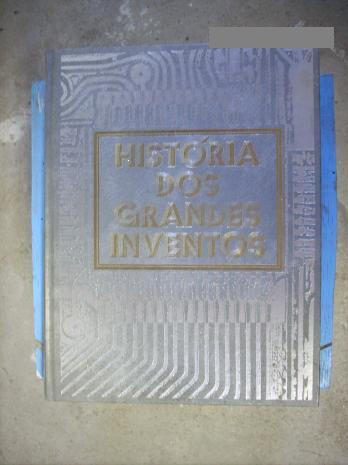 HISTÓRIA
DOS
GRANDES
INVENTOS